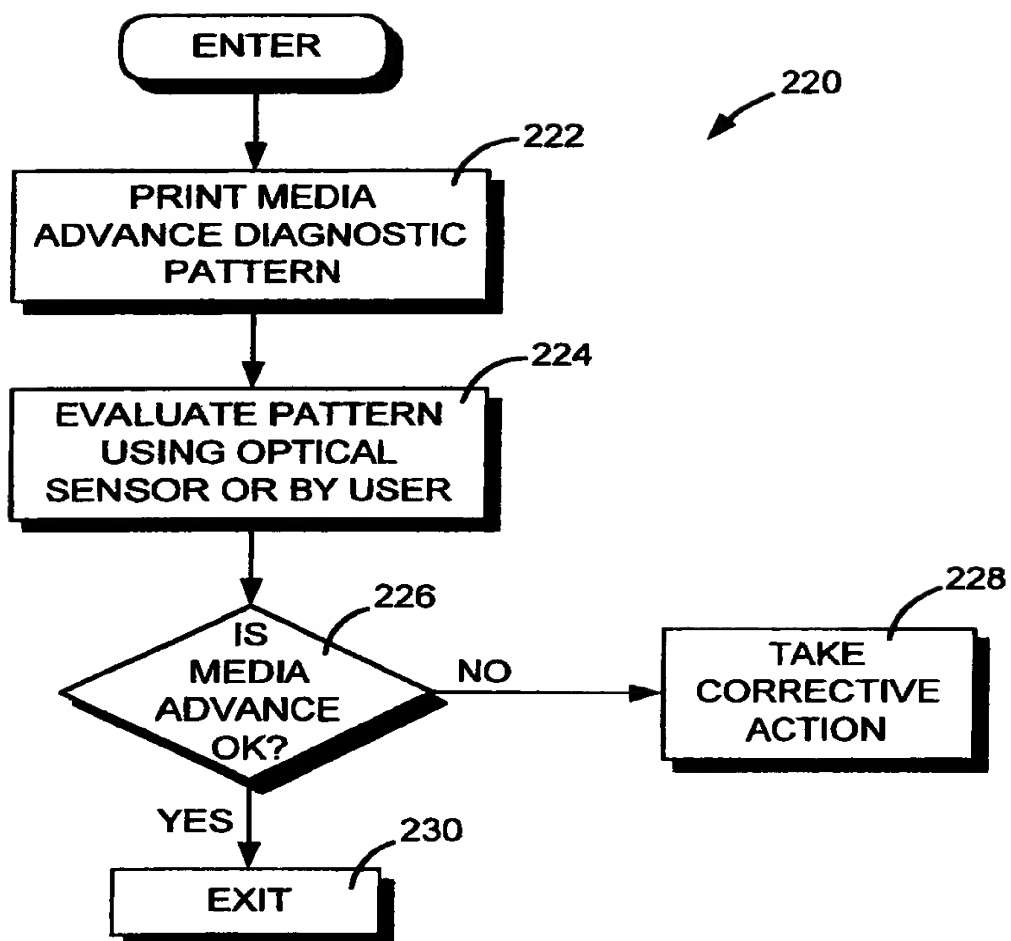 ENTER
220
222
PRINT MEDIA
ADVANCE DIAGNOSTIC
PATTERN
224
EVALUATE PATTERN
USING OPTICAL
SENSOR OR BY USER
226
IS
MEDIA
ADVANCE
OK?
NO
228
TAKE
CORRECTIVE
ACTION
YES
230
EXIT